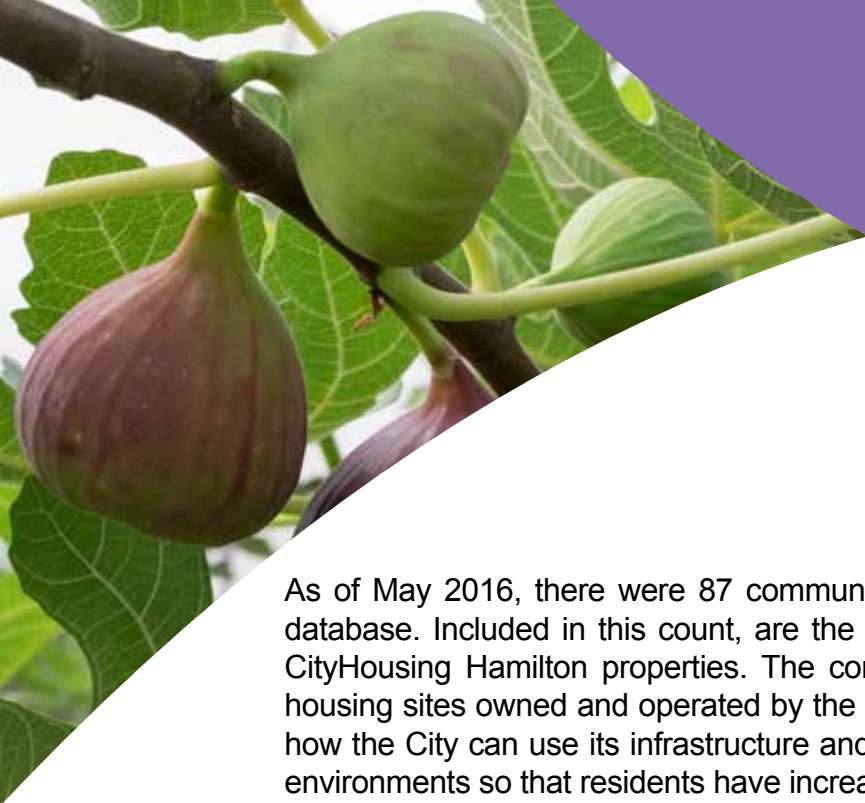 As of May 2016, there were 87 commun
database. Included in this count, are the
CityHousing Hamilton properties. The co
housing sites owned and operated by the
how the City can use its infrastructure and
environments so that residents have increa